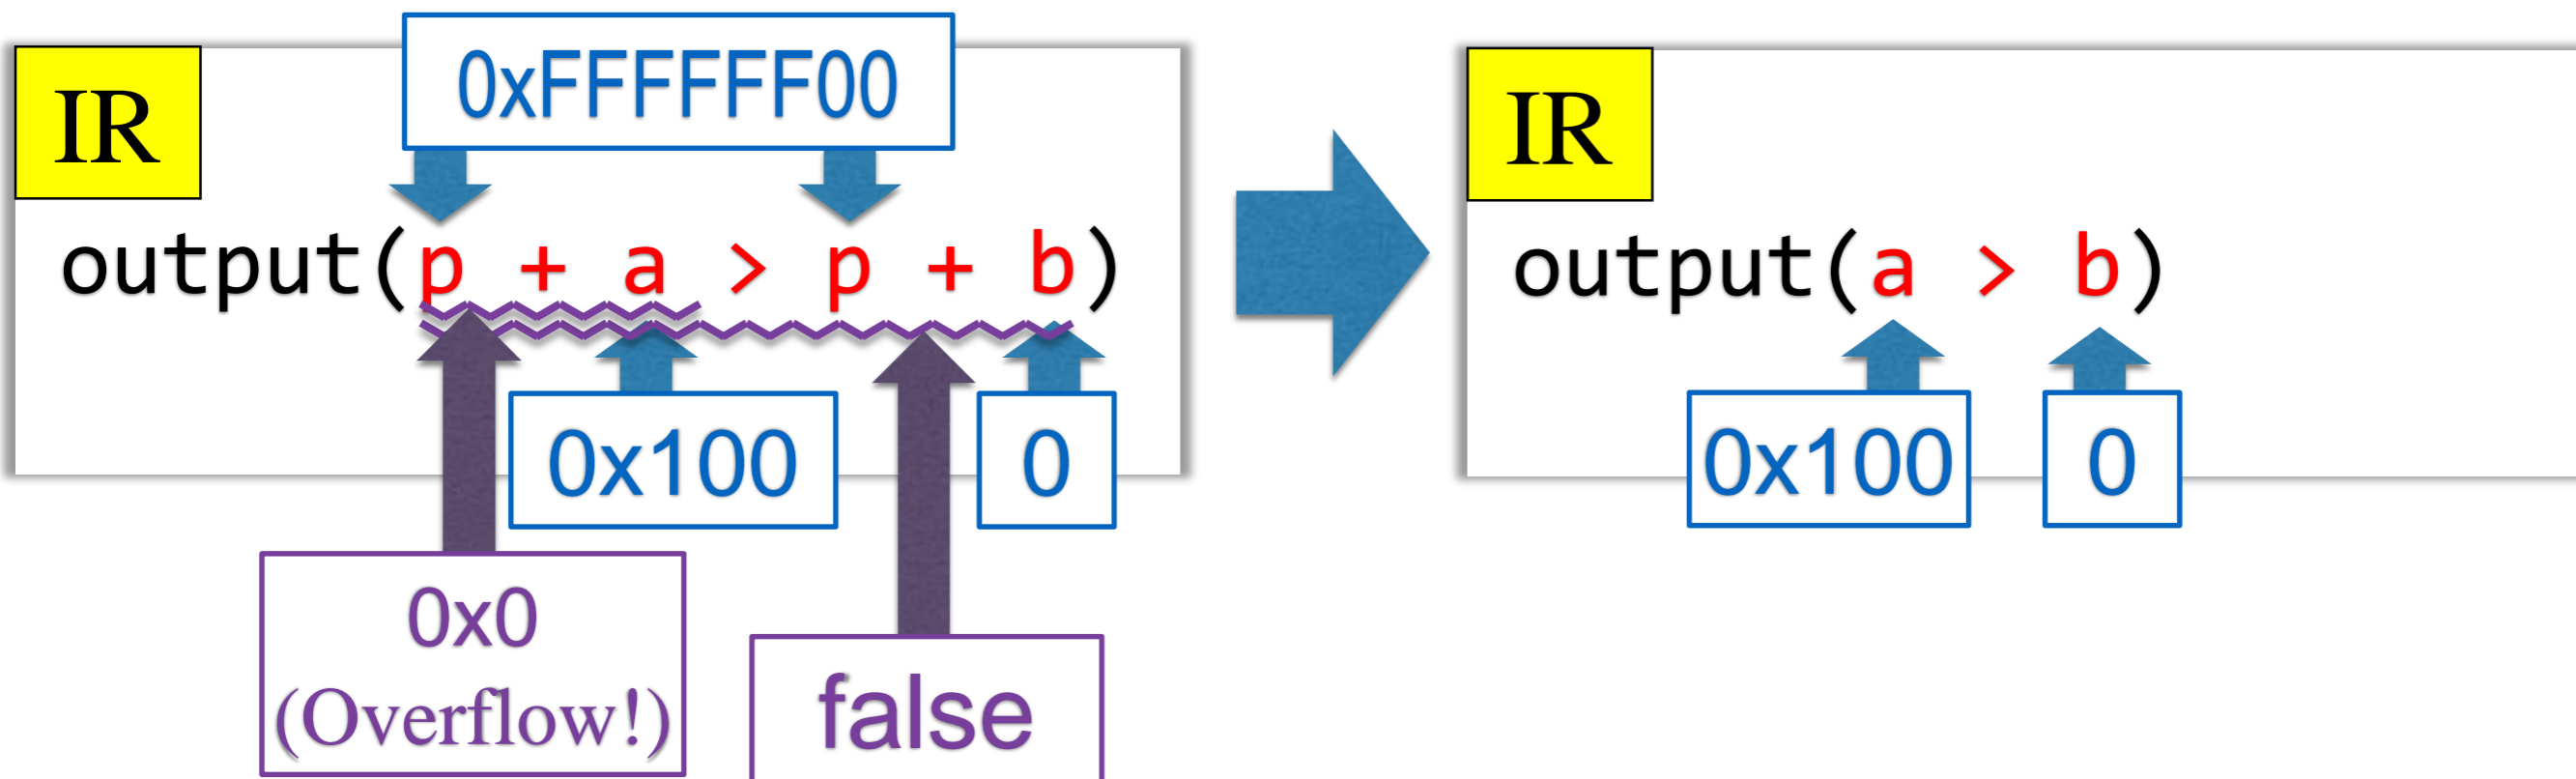 0xFFFFFF00
IR
output(p + a > p + b)
0x100
0
0x0
(Overflow!)
false
IR
output(a > b)
0x100
0